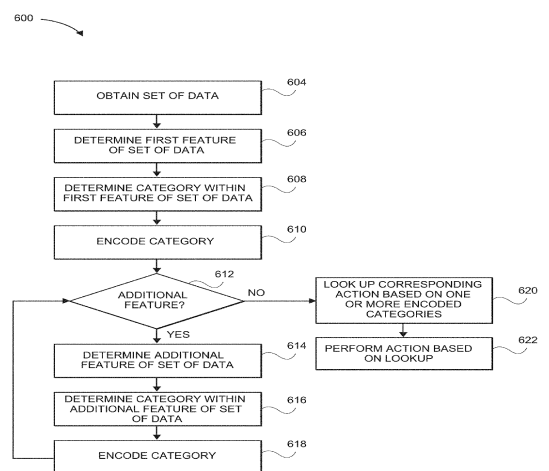 600
OBTAIN SET OF DATA
604
DETERMINE FIRST FEATURE
OF SET OF DATA
606
DETERMINE CATEGORY WITHIN
FIRST FEATURE OF SET OF DATA
608
ENCODE CATEGORY
610
ADDITIONAL
FEATURE?
612
NO
YES
LOOK UP CORRESPONDING
ACTION BASED ON ONE
OR MORE ENCODED
CATEGORIES
620
PERFORM ACTION BASED
ON LOOKUP
622
DETERMINE ADDITIONAL
FEATURE OF SET OF DATA
614
DETERMINE CATEGORY WITHIN
ADDITIONAL FEATURE OF SET
OF DATA
616
ENCODE CATEGORY
618